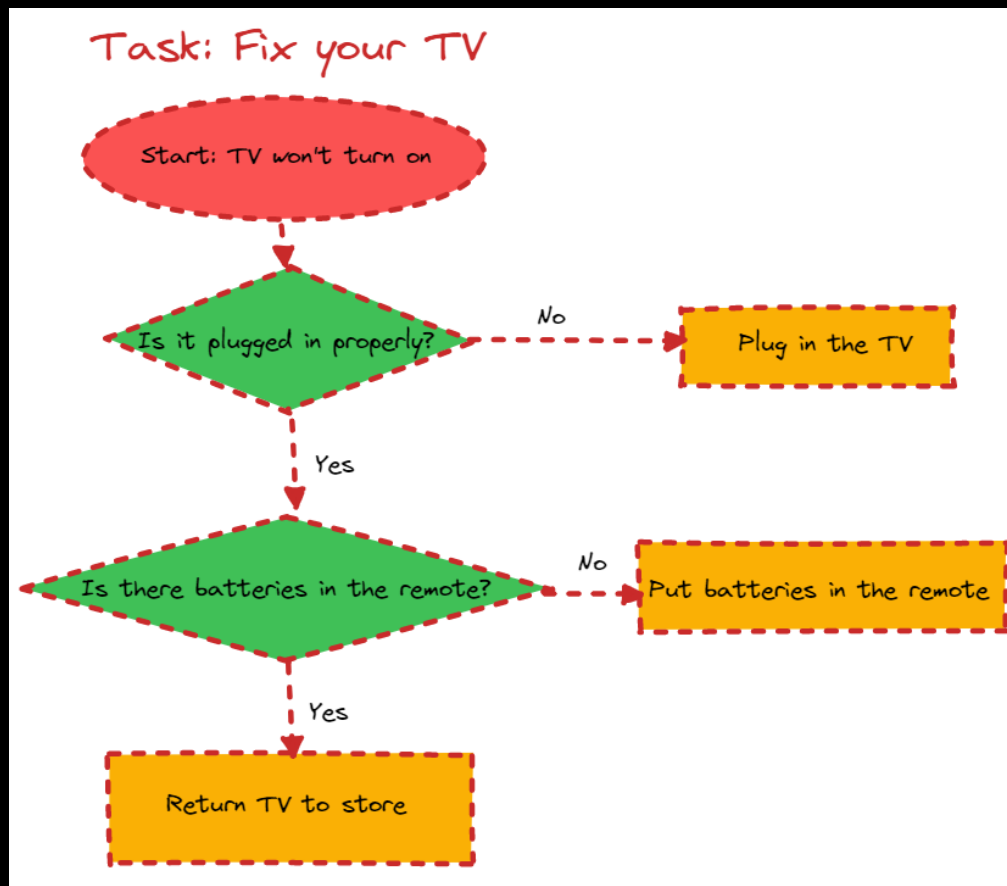 Task: Fix your TV
Start: TV won't turn on
Is it plugged in properly?
No
Plug in the TV
Yes
Is there batteries in the remote?
No
Put batteries in the remote
Yes
Return TV to store